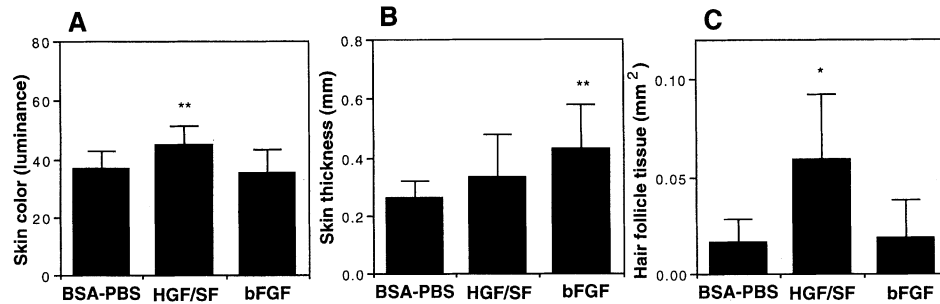 A
Skin color (luminance)
80
60
40
20
0
**
BSA-PBS HGF/SF bFGF
B
Skin thickness (mm)
0.8
0.6
0.4
0.2
0.0
**
BSA-PBS HGF/SF bFGF
C
Hair follicle tissue (mm²)
0.10
0.05
0.00
*
BSA-PBS HGF/SF bFGF